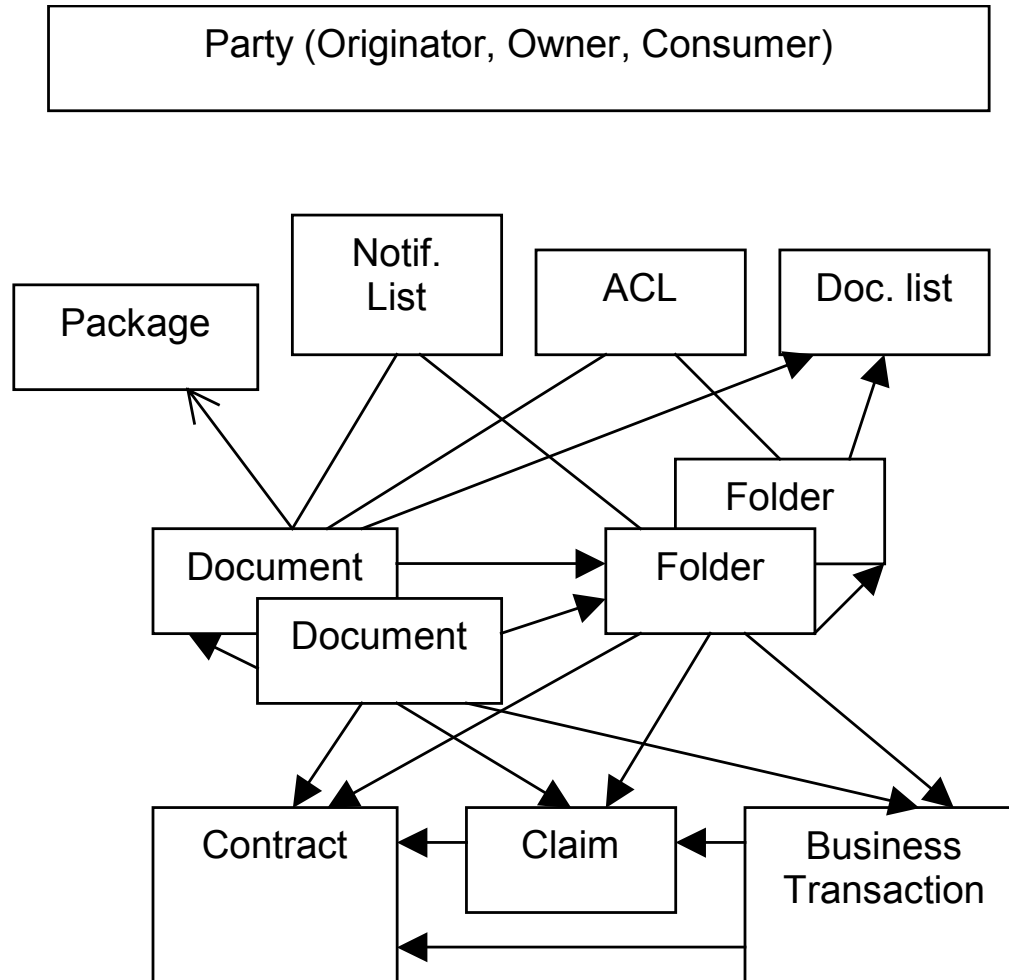 Party (Originator, Owner, Consumer)
Notif.
List
ACL
Doc. list
Package
Folder
Document
Folder
Document
Contract
Claim
Business
Transaction